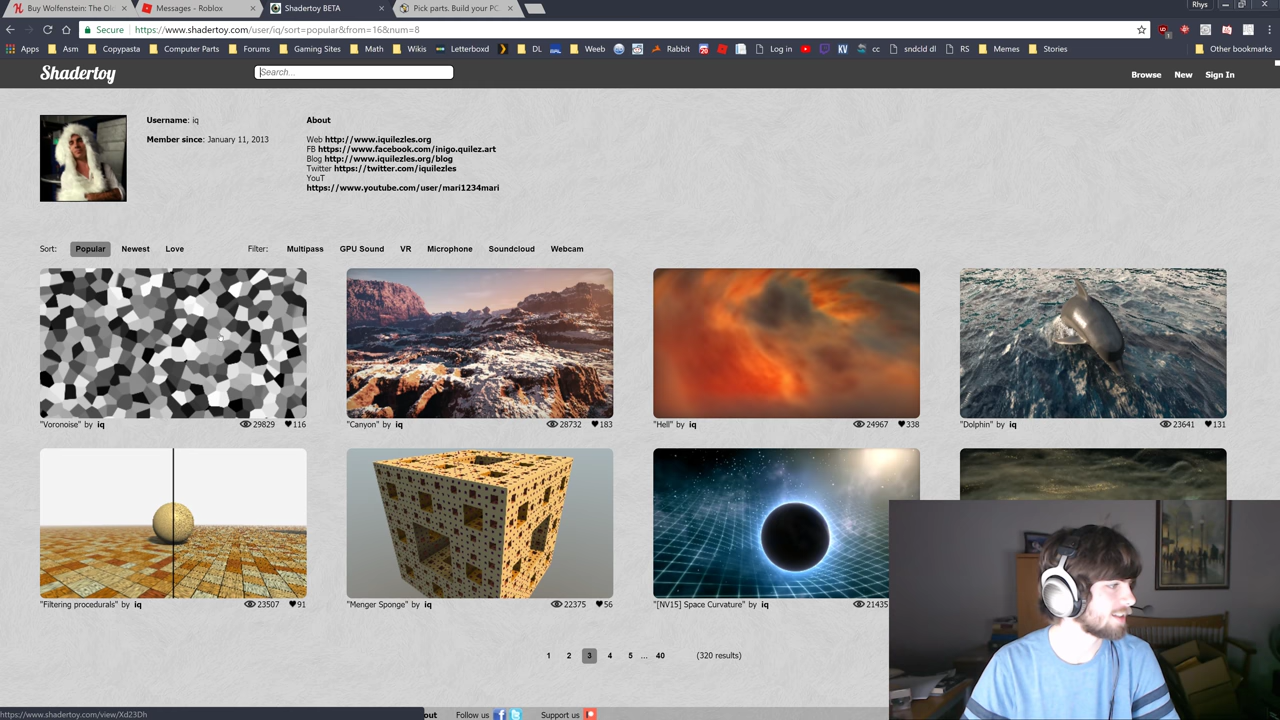 Buy Wolfenstein: The Ol
Messages - Roblox
Shadertoy BETA
Pick parts. Build your PC.
Rhys
Secure https://www.shadertoy.com/user/iq/sort=popular&from=16&num=8
Apps Asm Copypasta Computer Parts Forums Gaming Sites Math Wikis Letterboxd DL Weeb Rabbit Log in KV cc sndcld dl RS Memes Stories Other bookmarks
Shadertoy Search... Browse New Sign In
Username: iq
Member since: January 11, 2013
About
Web http://www.iquilezles.org
FB https://www.facebook.com/inigo.quilez.art
Blog http://www.iquilezles.org/blog
Twitter https://twitter.com/iquilezles
YouT
https://www.youtube.com/user/mari1234mari
Sort: Popular Newest Love Filter: Multipass GPU Sound VR Microphone Soundcloud Webcam
"Voronoise" by iq 29829 116
"Canyon" by iq 28732 183
"Hell" by iq 24967 338
"Dolphin" by iq 23641 131
"Filtering procedurals" by iq 23507 91
"Menger Sponge" by iq 22375 56
"[NV15] Space Curvature" by iq 21435
1 2 3 4 5 ... 40 (320 results)
https://www.shadertoy.com/view/Xd23Dh
out Follow us Support us